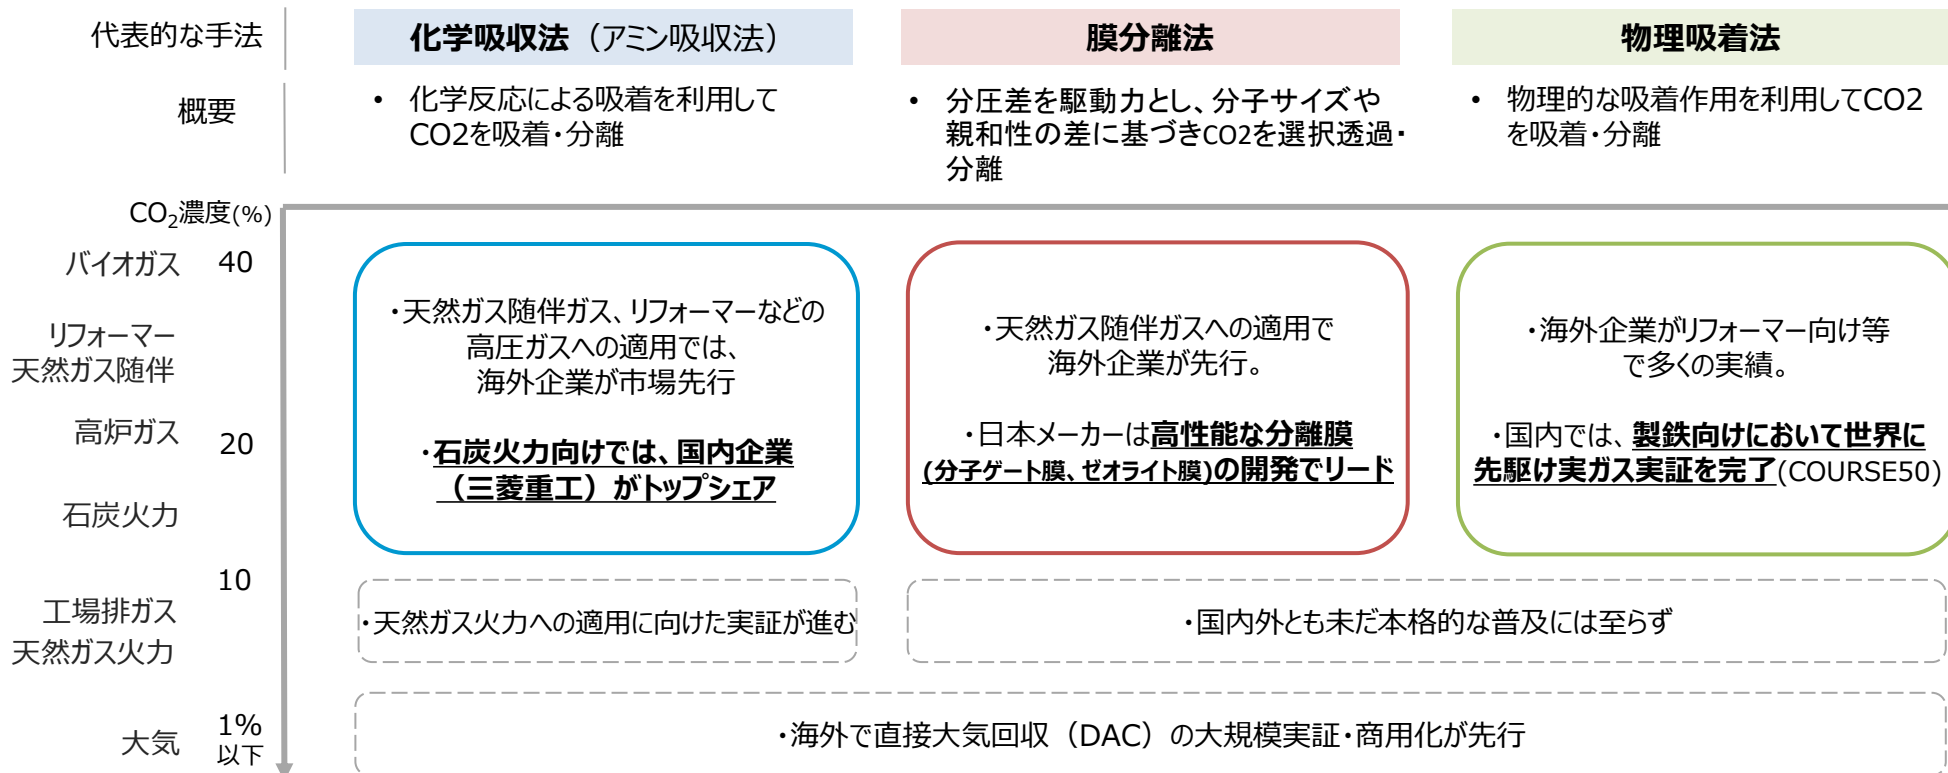 代表的な手法
化学吸収法（アミン吸収法）
膜分離法
物理吸着法
概要
• 化学反応による吸着を利用して
CO2を吸着・分離
• 分圧差を駆動力とし、分子サイズや
親和性の差に基づきCO2を選択透過・
分離
• 物理的な吸着作用を利用してCO2
を吸着・分離
CO₂濃度(%)
バイオガス 40
リフォーマー
天然ガス随伴
高炉ガス 20
石炭火力
10
工場排ガス
天然ガス火力
大気 1%
以下
・天然ガス随伴ガス、リフォーマーなどの
高圧ガスへの適用では、
海外企業が市場先行
・石炭火力向けでは、国内企業
（三菱重工）がトップシェア
・天然ガス随伴ガスへの適用で
海外企業が先行。
・日本メーカーは高性能な分離膜
(分子ゲート膜、ゼオライト膜)の開発でリード
・海外企業がリフォーマー向け等
で多くの実績。
・国内では、製鉄向けにおいて世界に
先駆け実ガス実証を完了(COURSE50)
・天然ガス火力への適用に向けた実証が進む
・国内外とも未だ本格的な普及には至らず
・海外で直接大気回収（DAC）の大規模実証・商用化が先行